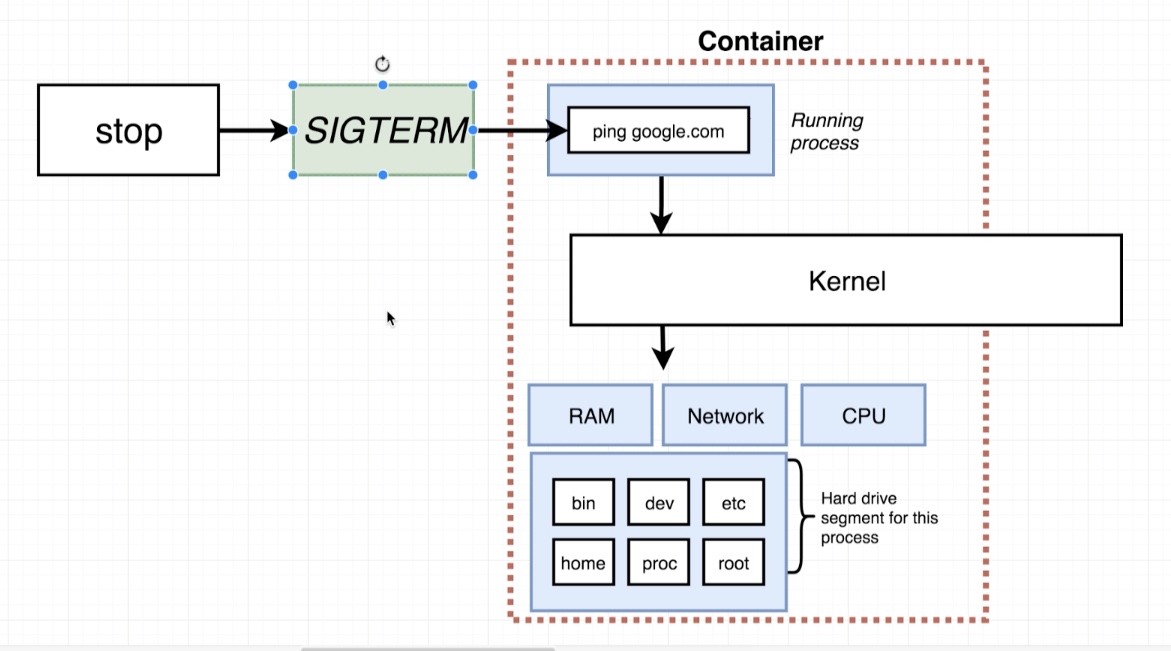 Container
stop
SIGTERM
ping google.com
Running
process
Kernel
RAM
Network
CPU
bin
dev
etc
home
proc
root
Hard drive
segment for this
process